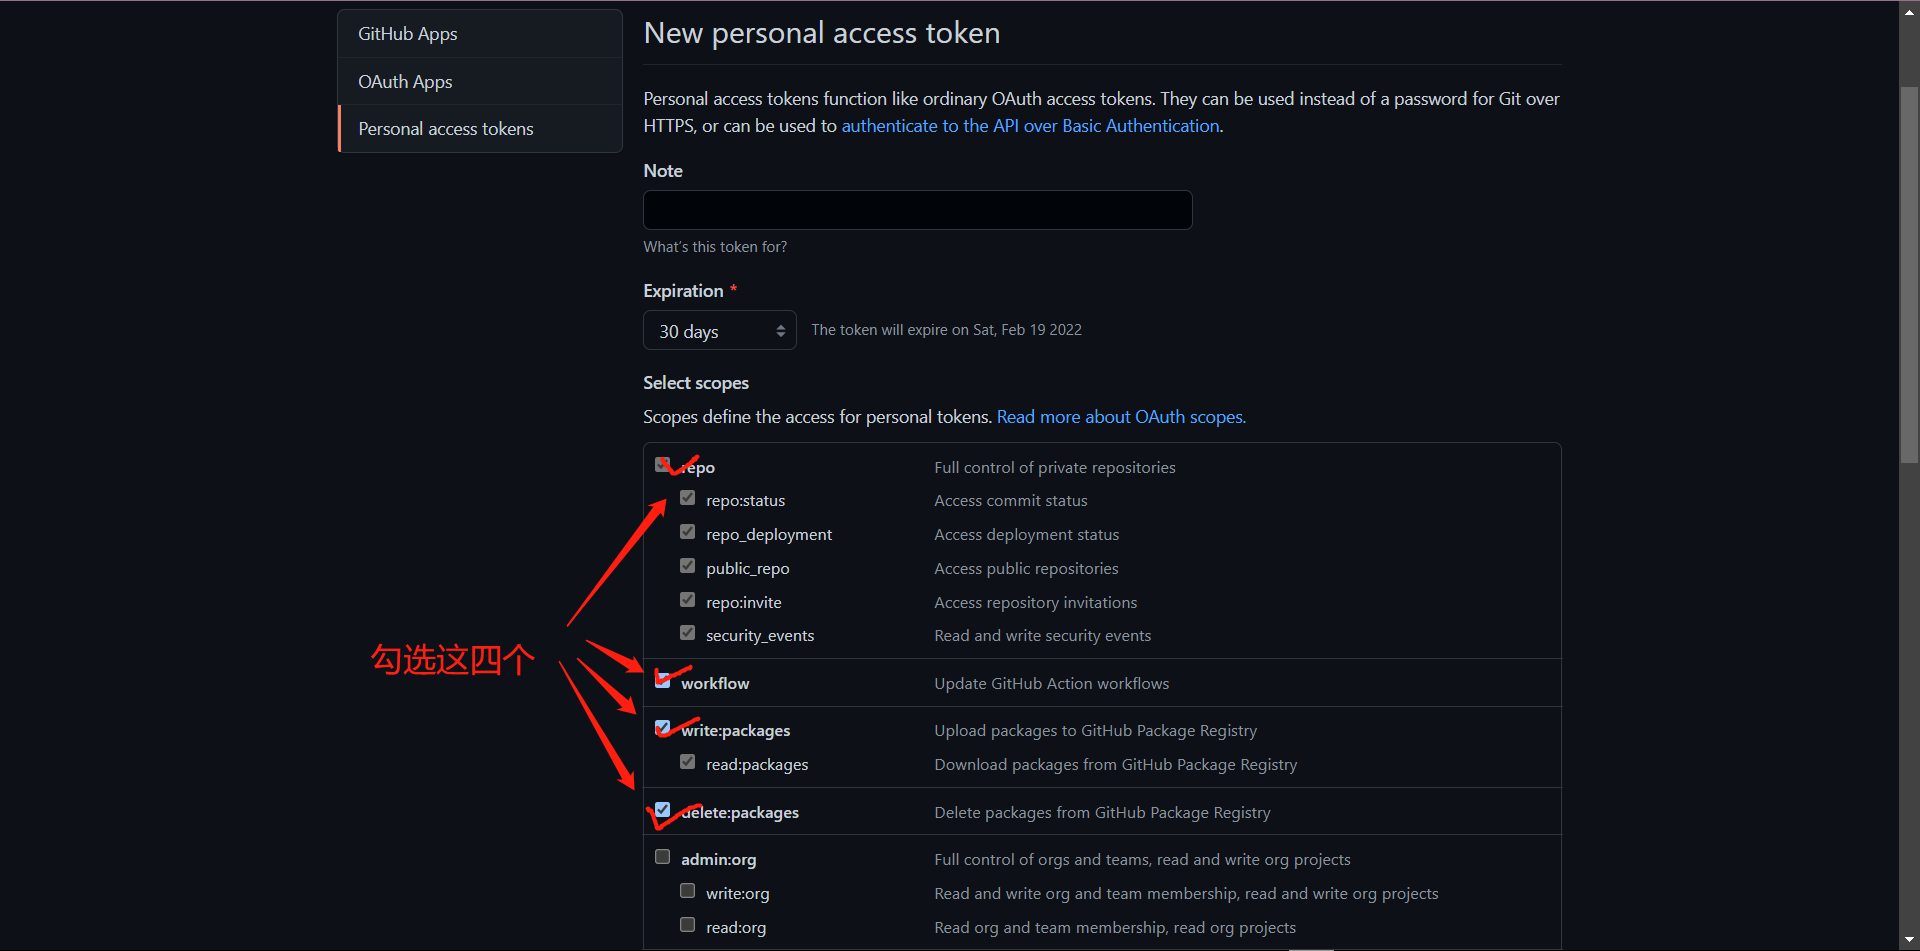 GitHub Apps
OAuth Apps
Personal access tokens
New personal access token
Personal access tokens function like ordinary OAuth access tokens. They can be used instead of a password for Git over
HTTPS, or can be used to authenticate to the API over Basic Authentication.
Note
What's this token for?
Expiration *
30 days
The token will expire on Sat, Feb 19 2022
Select scopes
Scopes define the access for personal tokens. Read more about OAuth scopes.
repo Full control of private repositories
repo:status Access commit status
repo_deployment Access deployment status
public_repo Access public repositories
repo:invite Access repository invitations
security_events Read and write security events
勾选这四个
workflow Update GitHub Action workflows
write:packages Upload packages to GitHub Package Registry
read:packages Download packages from GitHub Package Registry
delete:packages Delete packages from GitHub Package Registry
admin:org Full control of orgs and teams, read and write org projects
write:org Read and write org and team membership, read and write org projects
read:org Read org and team membership, read org projects